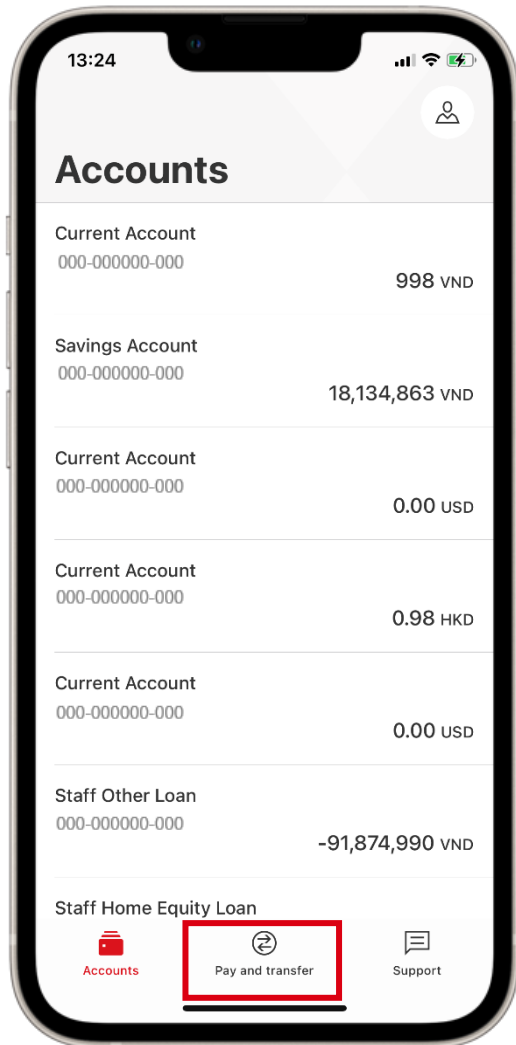 13:24
Accounts
Current Account
000-000000-000
998 VND
Savings Account
000-000000-000
18,134,863 VND
Current Account
000-000000-000
0.00 USD
Current Account
000-000000-000
0.98 HKD
Current Account
000-000000-000
0.00 USD
Staff Other Loan
000-000000-000
-91,874,990 VND
Staff Home Equity Loan
Accounts
Pay and transfer
Support